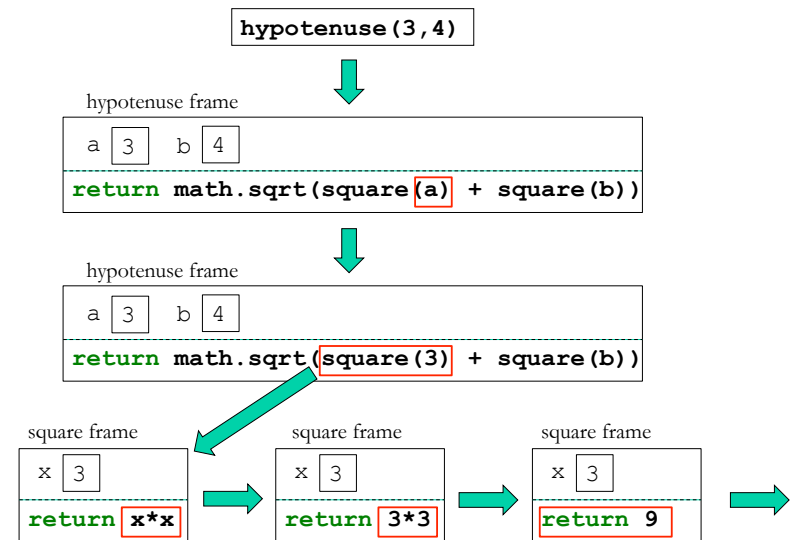 hypotenuse(3,4)
hypotenuse frame
a 3 b 4
return math.sqrt(square(a) + square(b))
hypotenuse frame
a 3 b 4
return math.sqrt(square(3) + square(b))
square frame square frame square frame
x 3 x 3 x 3
return x*x return 3*3 return 9